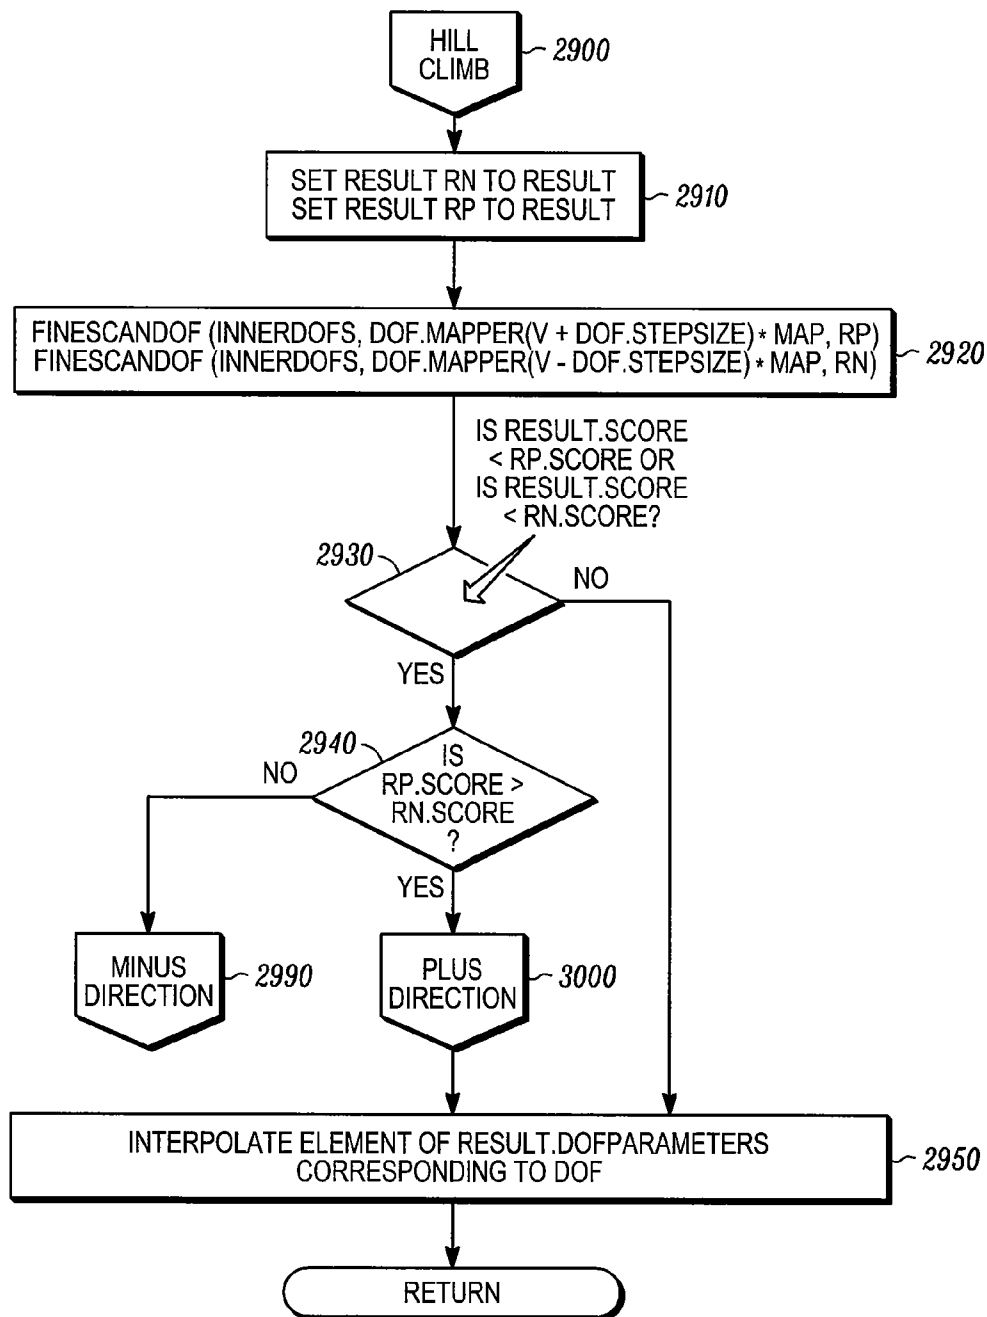 HILL
CLIMB
2900
SET RESULT RN TO RESULT
SET RESULT RP TO RESULT
2910
FINESCANDOF (INNERDOFS, DOF.MAPPER(V + DOF.STEPSIZE) * MAP, RP)
FINESCANDOF (INNERDOFS, DOF.MAPPER(V - DOF.STEPSIZE) * MAP, RN)
2920
IS RESULT.SCORE
< RP.SCORE OR
IS RESULT.SCORE
< RN.SCORE?
2930
NO
YES
2940
IS
RP.SCORE >
RN.SCORE
?
NO
YES
MINUS
DIRECTION
2990
PLUS
DIRECTION
3000
INTERPOLATE ELEMENT OF RESULT.DOFPARAMETERS
CORRESPONDING TO DOF
2950
RETURN